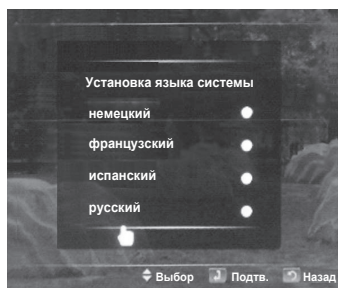 Установка языка системы
немецкий
французский
испанский
русский
Выбор Подтв. Назад